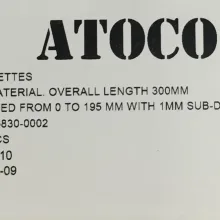 ATOCO
ETTES
ATERIAL. OVERALL LENGTH 300MM
ED FROM 0 TO 195 MM WITH 1MM SUB-D
830-0002
CS
10
-09